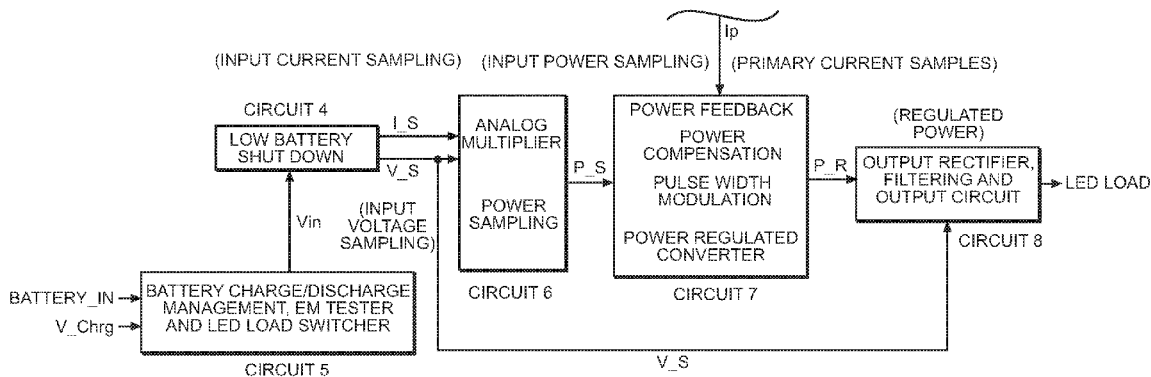 Ip
(INPUT CURRENT SAMPLING)
(INPUT POWER SAMPLING)
(PRIMARY CURRENT SAMPLES)
CIRCUIT 4
LOW BATTERY
SHUT DOWN
I_S
V_S
ANALOG
MULTIPLIER
POWER
SAMPLING
P_S
POWER FEEDBACK
POWER
COMPENSATION
PULSE WIDTH
MODULATION
POWER REGULATED
CONVERTER
P_R
(REGULATED
POWER)
OUTPUT RECTIFIER,
FILTERING AND
OUTPUT CIRCUIT
LED LOAD
CIRCUIT 8
Vin
(INPUT
VOLTAGE
SAMPLING)
CIRCUIT 6
CIRCUIT 7
BATTERY_IN
V_Chrg
BATTERY CHARGE/DISCHARGE
MANAGEMENT, EM TESTER
AND LED LOAD SWITCHER
CIRCUIT 5
V_S